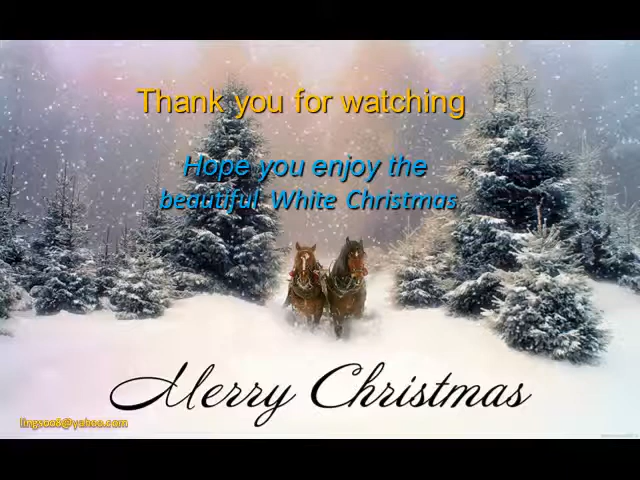 Thank you for watching
Hope you enjoy the
beautiful White Christmas
Merry Christmas